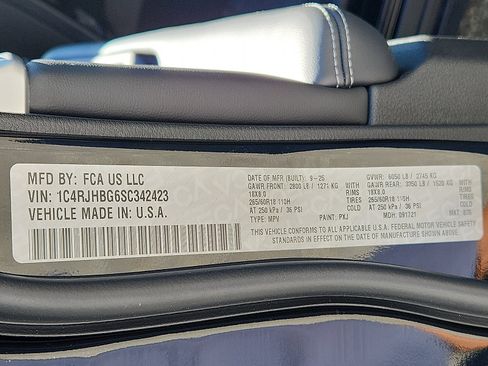 MFD BY: FCA US LLC
VIN: 1C4RJHBG6SC342423
VEHICLE MADE IN: U.S.A.
DATE OF MFR (BUILT): 9-25
GAWR FRONT: 2800 LB / 1271 KG
18X8.0 RIMS
265/60R18 110H TIRES
AT 250 kPa / 36 PSI COLD
TYPE: MPV PAINT: PXJ
GVWR: 6050 LB / 2745 KG
GAWR REAR: 3350 LB / 1520 KG
18X8.0 RIMS
265/60R18 110H TIRES
AT 250 kPa / 36 PSI COLD
MDH: 091721
THIS VEHICLE CONFORMS TO ALL APPLICABLE U.S.A. FEDERAL MOTOR VEHICLE SAFETY
STANDARDS IN EFFECT ON THE DATE OF MANUFACTURE SHOWN ABOVE.